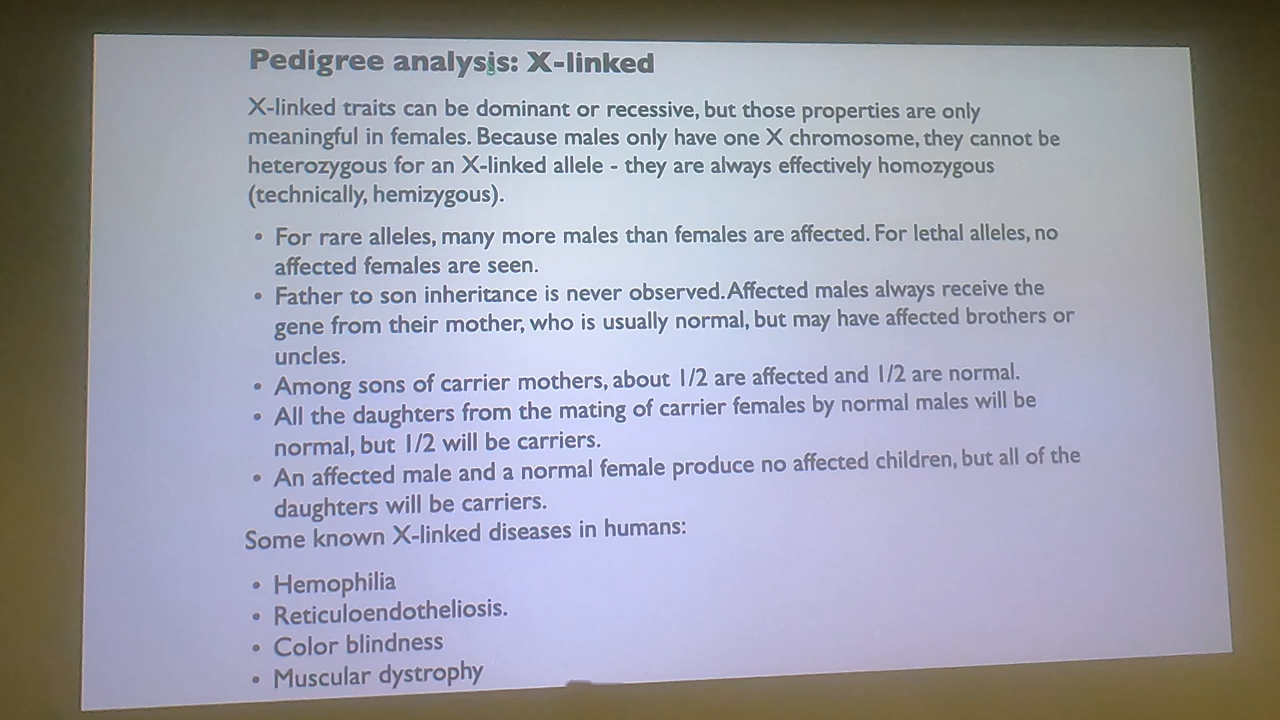 Pedigree analysis: X-linked
X-linked traits can be dominant or recessive, but those properties are only
meaningful in females. Because males only have one X chromosome, they cannot be
heterozygous for an X-linked allele - they are always effectively homozygous
(technically, hemizygous).
• For rare alleles, many more males than females are affected. For lethal alleles, no
affected females are seen.
• Father to son inheritance is never observed. Affected males always receive the
gene from their mother, who is usually normal, but may have affected brothers or
uncles.
• Among sons of carrier mothers, about 1/2 are affected and 1/2 are normal.
• All the daughters from the mating of carrier females by normal males will be
normal, but 1/2 will be carriers.
• An affected male and a normal female produce no affected children, but all of the
daughters will be carriers.
Some known X-linked diseases in humans:
• Hemophilia
• Reticuloendotheliosis.
• Color blindness
• Muscular dystrophy